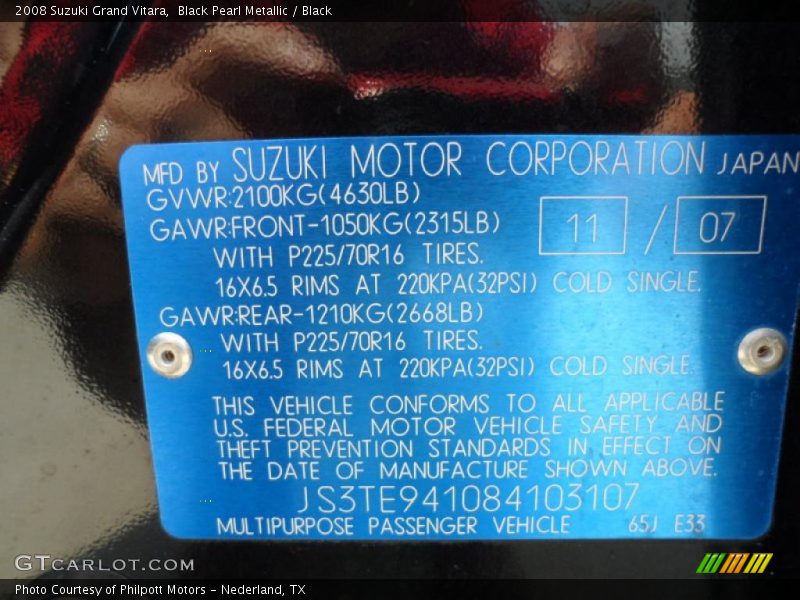 2008 Suzuki Grand Vitara, Black Pearl Metallic / Black
MFD BY SUZUKI MOTOR CORPORATION JAPAN
GVWR:2100KG(4630LB)
GAWR:FRONT-1050KG(2315LB) 11 / 07
WITH P225/70R16 TIRES.
16X6.5 RIMS AT 220KPA(32PSI) COLD SINGLE.
GAWR:REAR-1210KG(2668LB)
WITH P225/70R16 TIRES.
16X6.5 RIMS AT 220KPA(32PSI) COLD SINGLE.
THIS VEHICLE CONFORMS TO ALL APPLICABLE
U.S. FEDERAL MOTOR VEHICLE SAFETY AND
THEFT PREVENTION STANDARDS IN EFFECT ON
THE DATE OF MANUFACTURE SHOWN ABOVE.
JS3TE941084103107
MULTIPURPOSE PASSENGER VEHICLE 65J E33
GTCARLOT.COM
Photo Courtesy of Philpott Motors - Nederland, TX